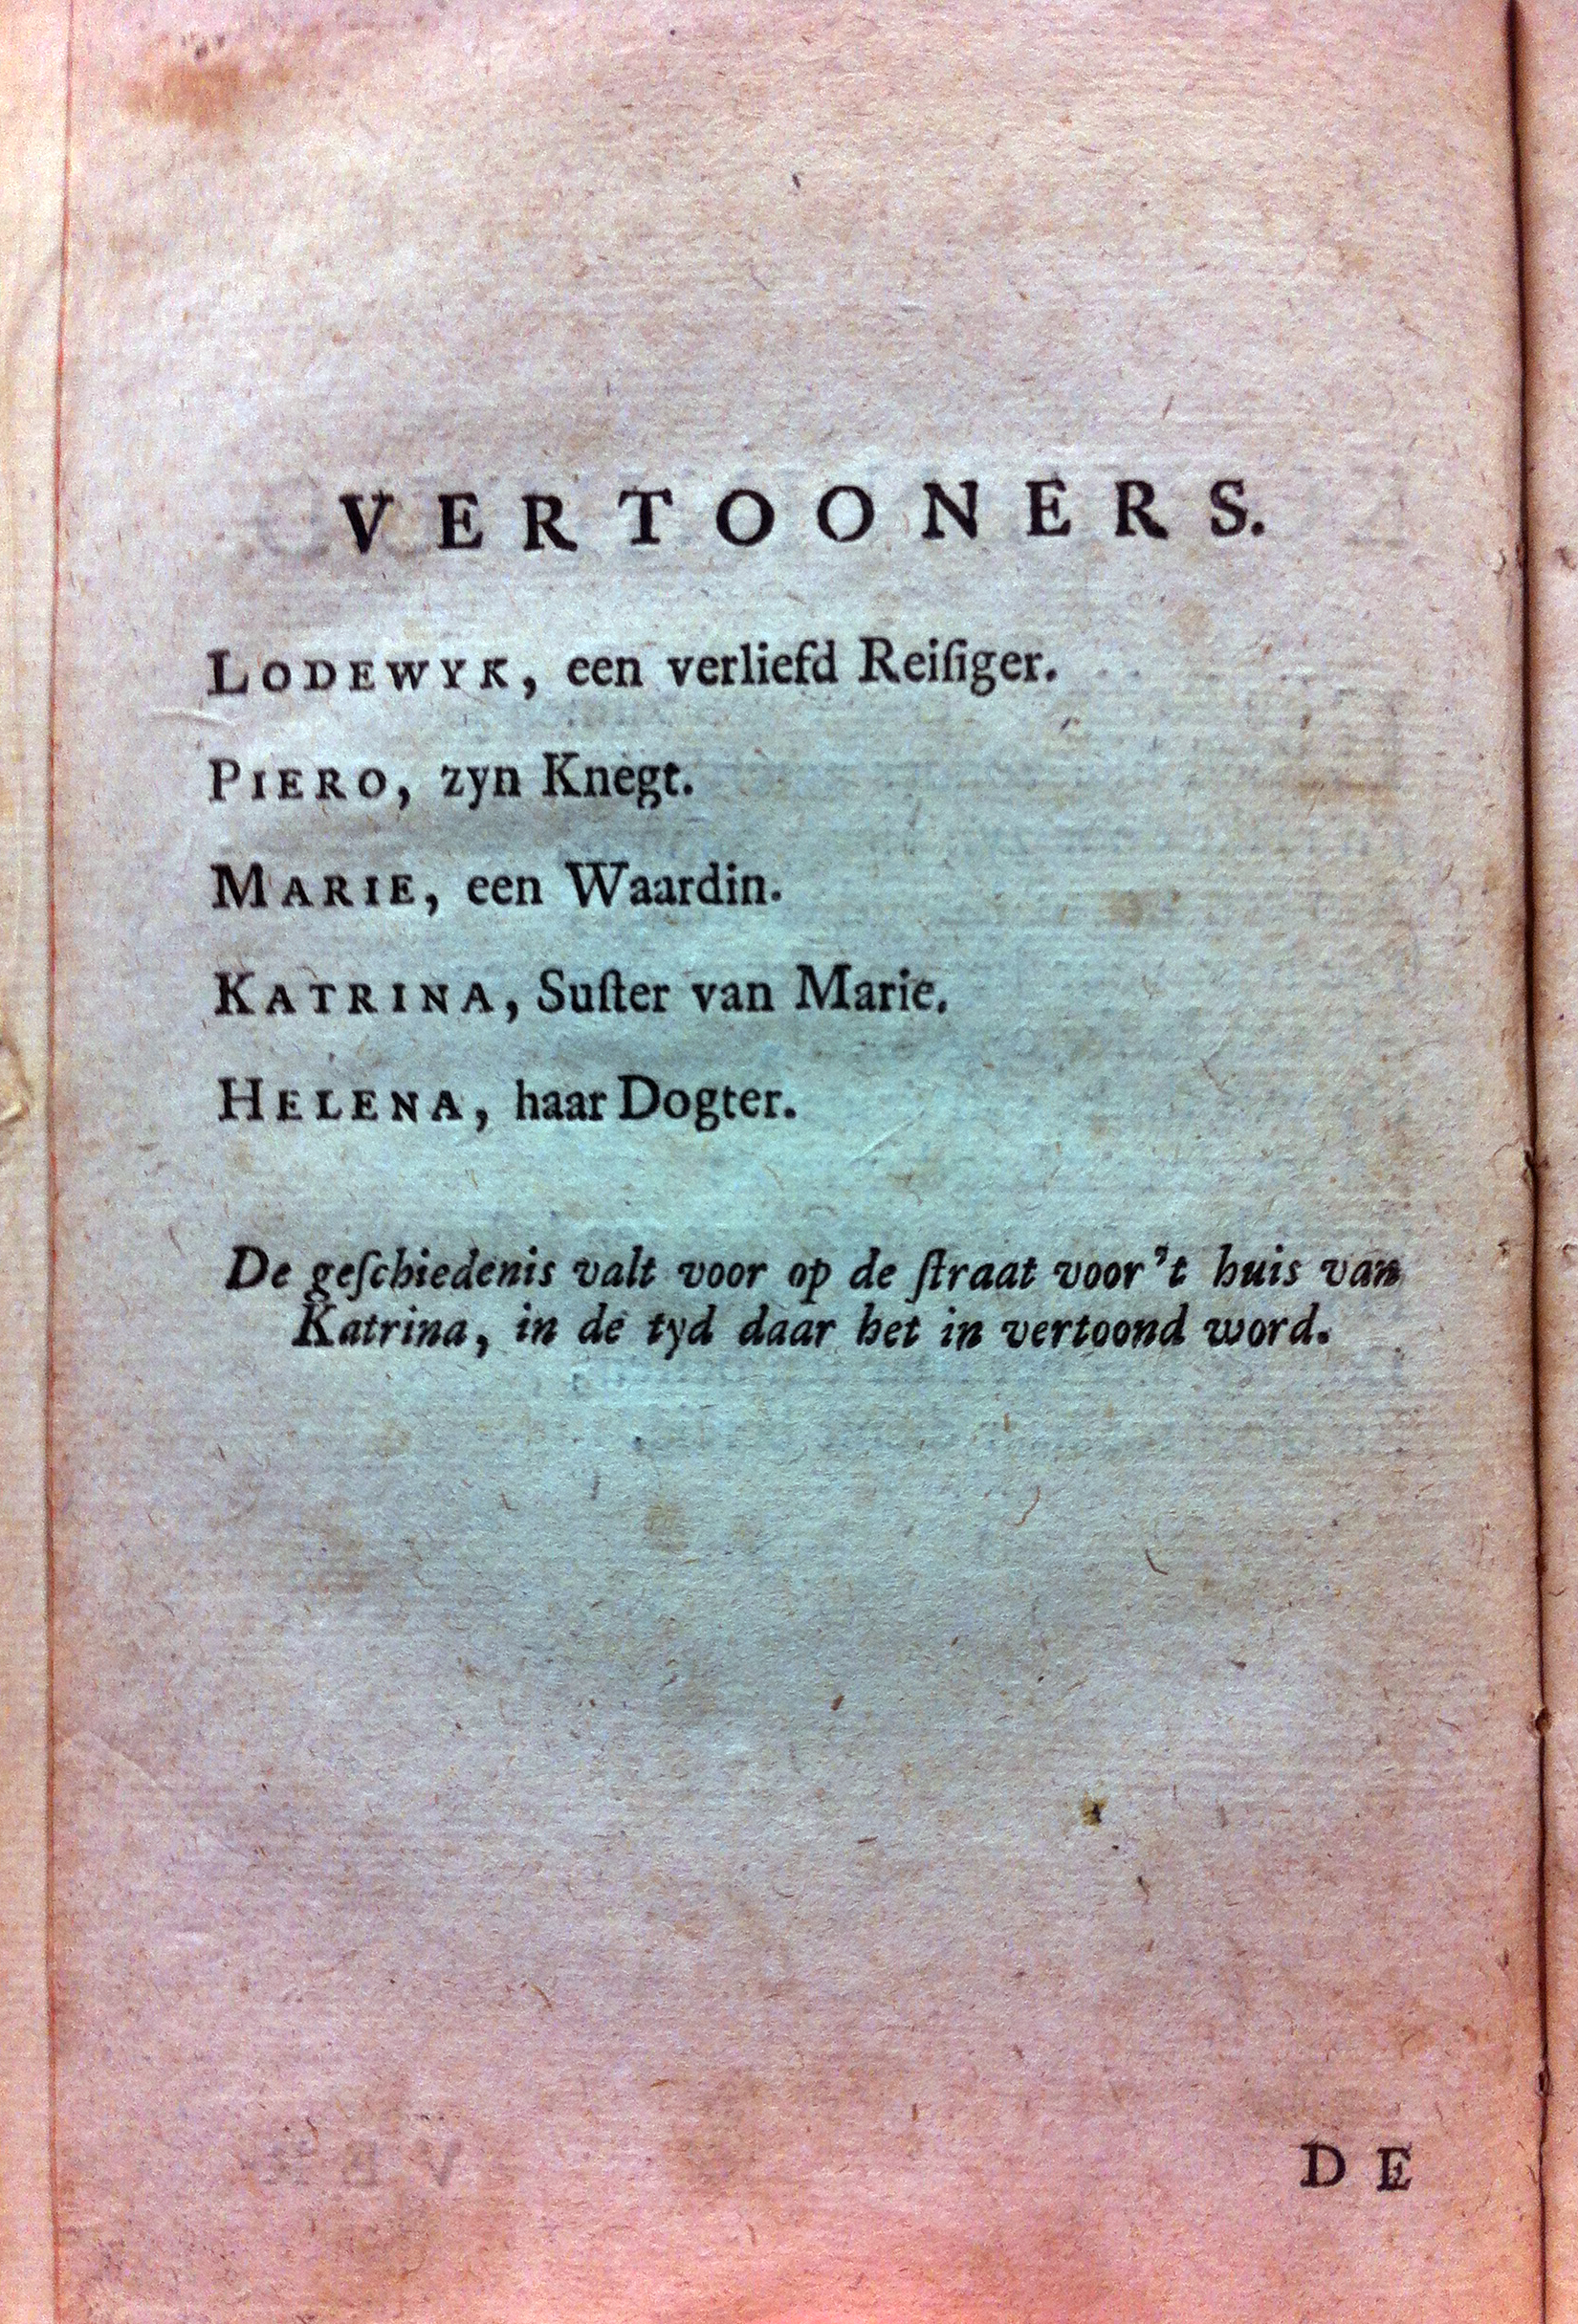 VERTOONERS.
LODEWYK, een verliefd Reiſiger.
PIERO, zyn Knegt.
MARIE, een Waardin.
KATRINA, Suſter van Marie.
HELENA, haar Dogter.
De geſchiedenis valt voor op de ſtraat voor 't huis van
Katrina, in de tyd daar het in vertoond word.
DE